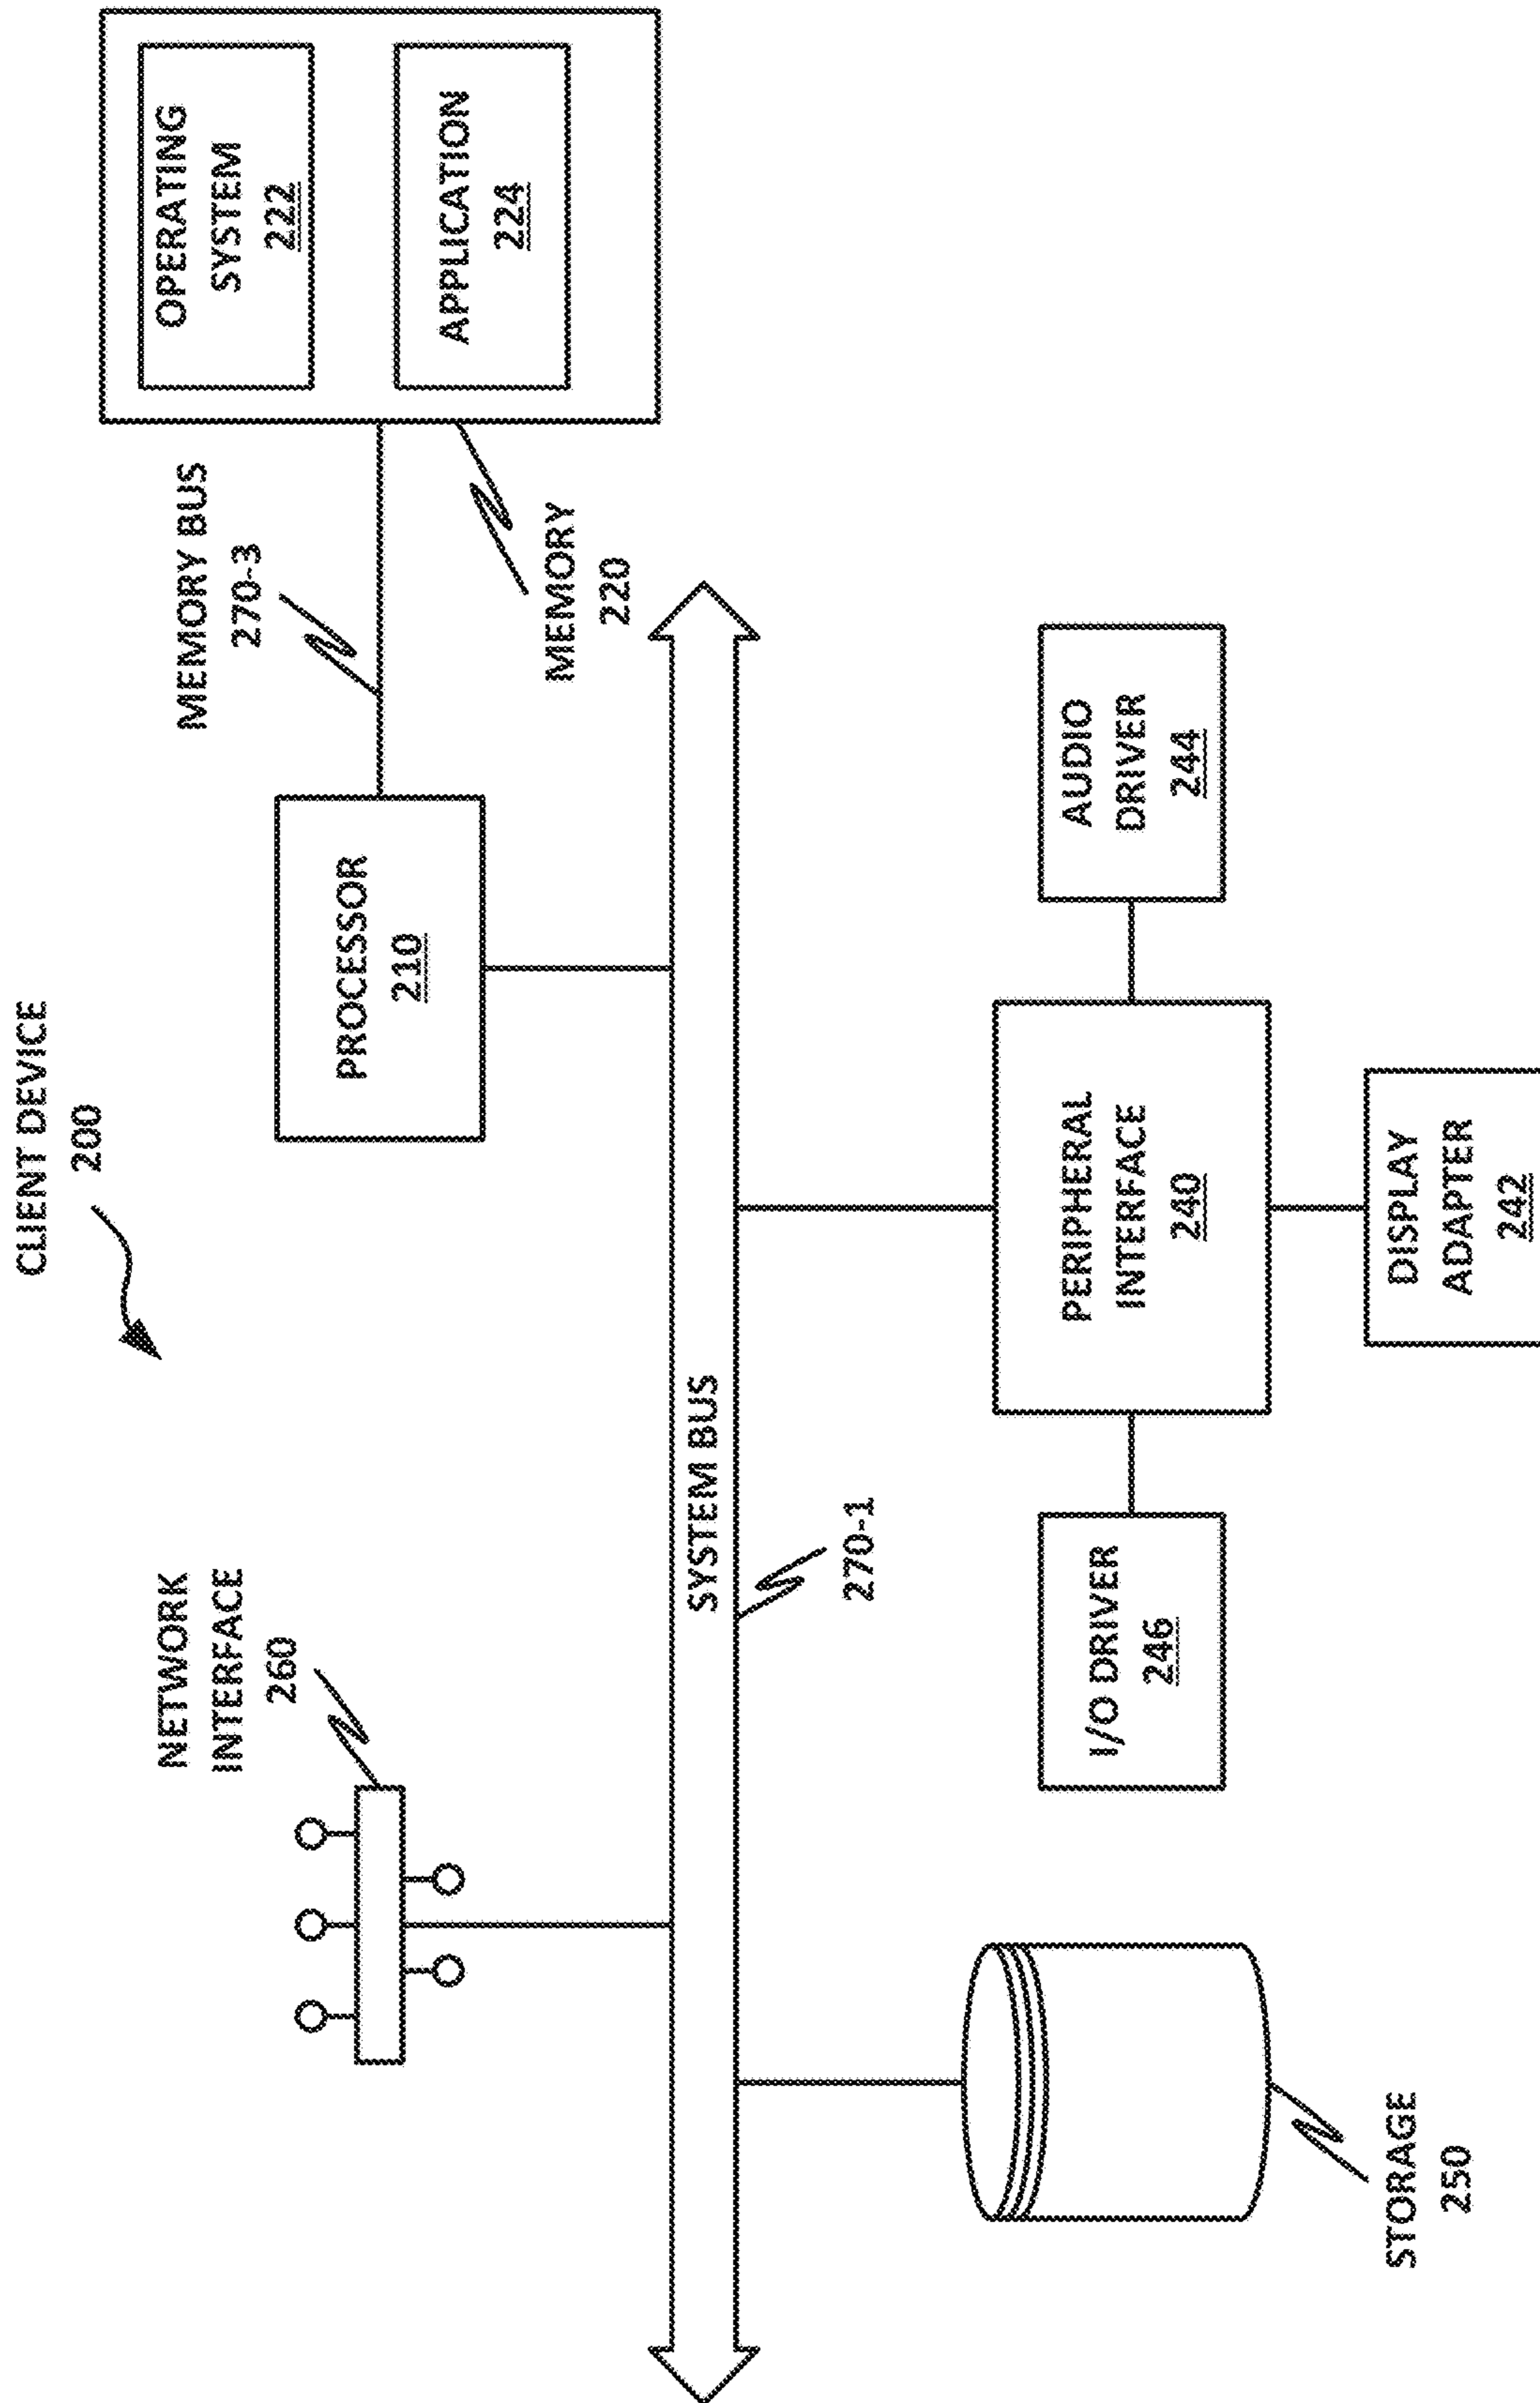 CLIENT DEVICE
200
NETWORK
INTERFACE
260
PROCESSOR
210
MEMORY BUS
270-3
OPERATING
SYSTEM
222
APPLICATION
224
MEMORY
220
SYSTEM BUS
270-1
STORAGE
250
I/O DRIVER
246
PERIPHERAL
INTERFACE
240
AUDIO
DRIVER
244
DISPLAY
ADAPTER
242